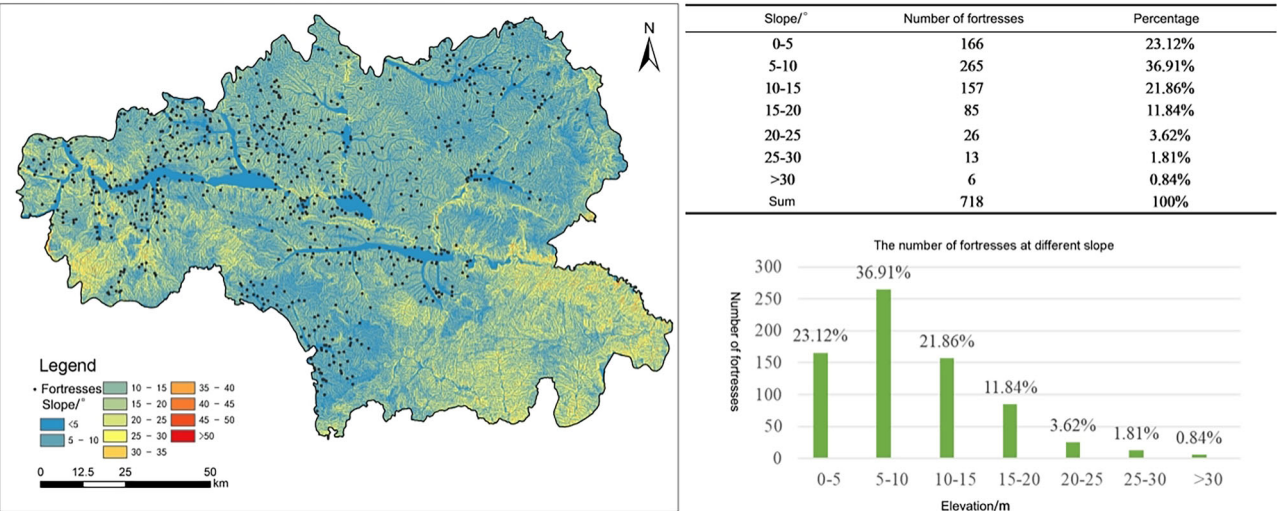 N
Legend
Fortresses
Slope/°
<5
5 - 10
10 - 15
15 - 20
20 - 25
25 - 30
30 - 35
35 - 40
40 - 45
45 - 50
>50
0 12.5 25 50
km
Slope/° Number of fortresses Percentage
0-5 166 23.12%
5-10 265 36.91%
10-15 157 21.86%
15-20 85 11.84%
20-25 26 3.62%
25-30 13 1.81%
>30 6 0.84%
Sum 718 100%
The number of fortresses at different slope
Number of fortresses
300
250
200
150
100
50
0
23.12%
36.91%
21.86%
11.84%
3.62%
1.81%
0.84%
0-5 5-10 10-15 15-20 20-25 25-30 >30
Elevation/m